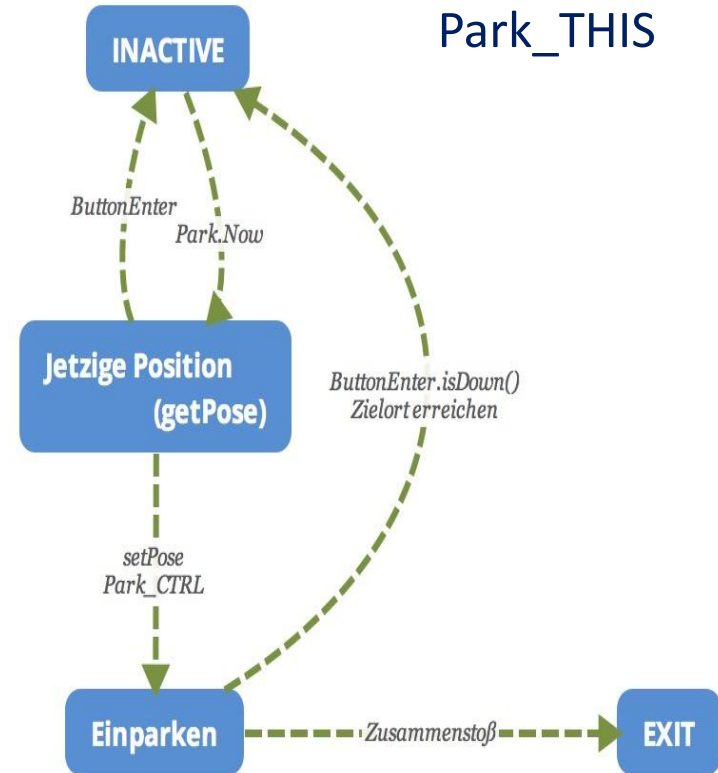 Park_THIS
INACTIVE
ButtonEnter
Park.Now
Jetzige Position
(getPose)
ButtonEnter.isDown()
Zielort erreichen
setPose
Park_CTRL
Einparken
Zusammenstoß
EXIT